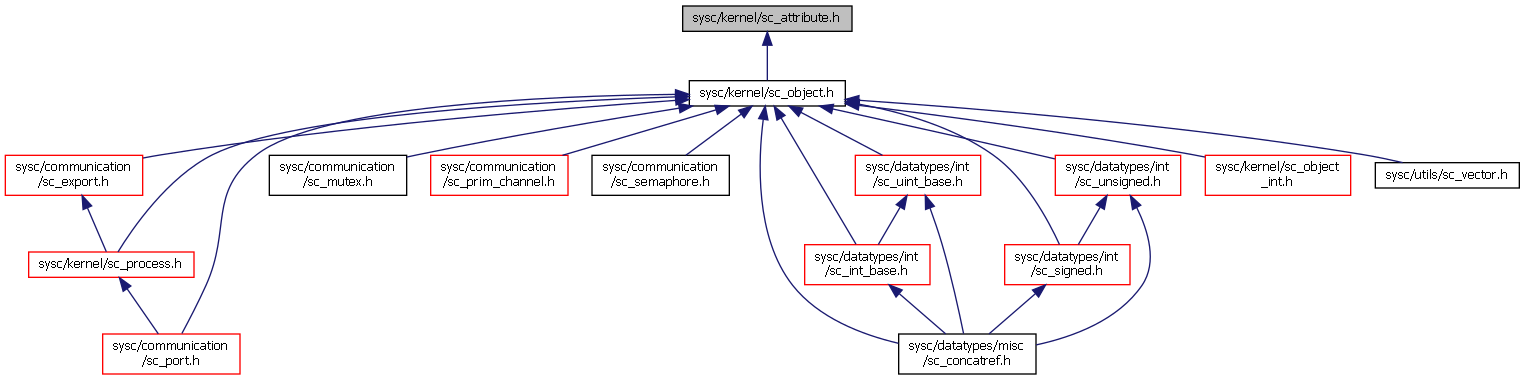 sysc/kernel/sc_attribute.h
sysc/kernel/sc_object.h
sysc/communication
/sc_export.h
sysc/communication
/sc_mutex.h
sysc/communication
/sc_prim_channel.h
sysc/communication
/sc_semaphore.h
sysc/datatypes/int
/sc_uint_base.h
sysc/datatypes/int
/sc_unsigned.h
sysc/kernel/sc_object
_int.h
sysc/utils/sc_vector.h
sysc/kernel/sc_process.h
sysc/datatypes/int
/sc_int_base.h
sysc/datatypes/int
/sc_signed.h
sysc/communication
/sc_port.h
sysc/datatypes/misc
/sc_concatref.h